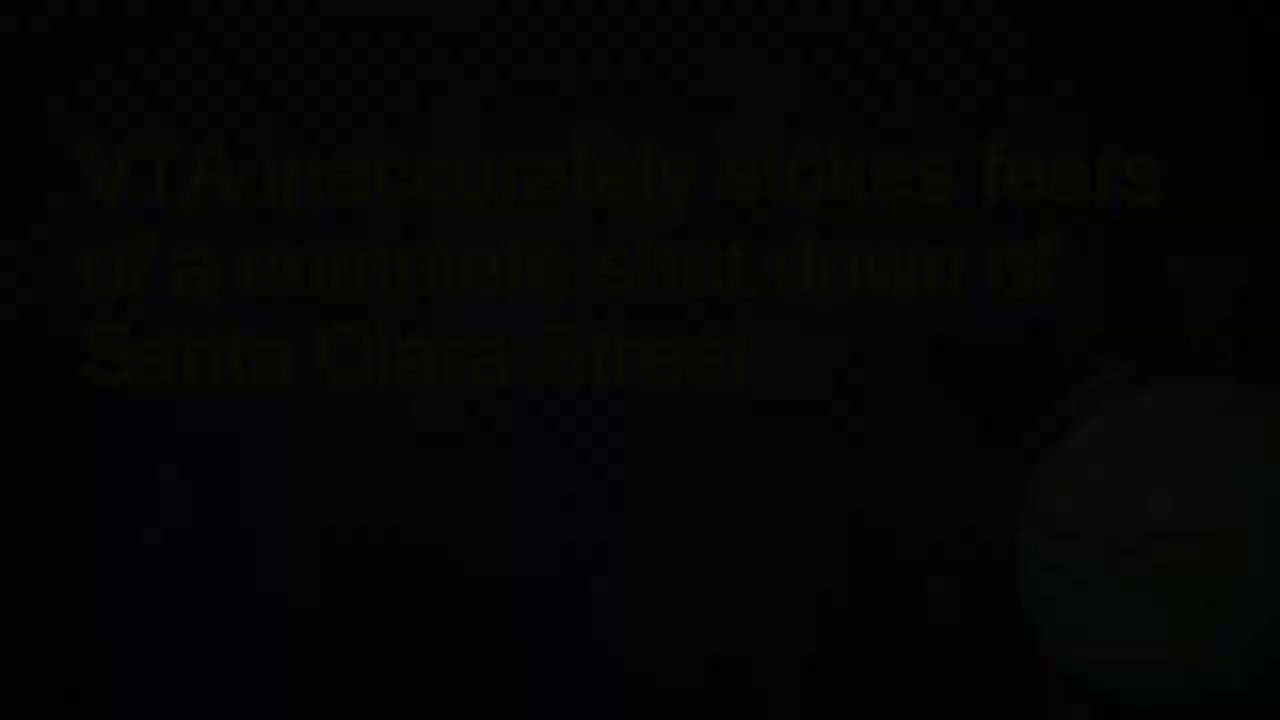 VTA inaccurately stokes fears
of a complete shut down of
Santa Clara Street